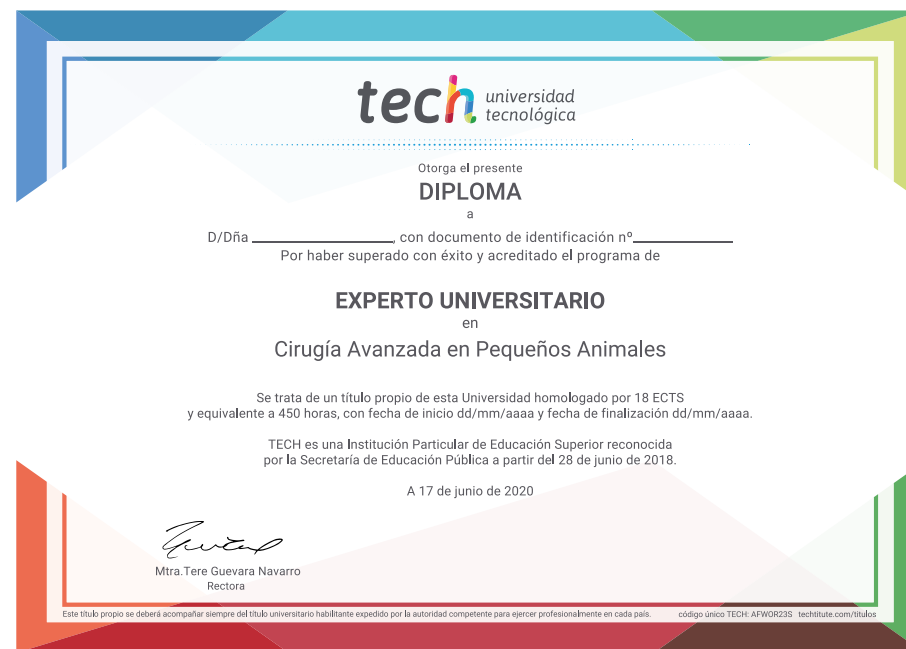 tech universidad
tecnológica
Otorga el presente
DIPLOMA
a
D/Dña ____________, con documento de identificación nº____________
Por haber superado con éxito y acreditado el programa de
EXPERTO UNIVERSITARIO
en
Cirugía Avanzada en Pequeños Animales
Se trata de un título propio de esta Universidad homologado por 18 ECTS
y equivalente a 450 horas, con fecha de inicio dd/mm/aaaa y fecha de finalización dd/mm/aaaa.
TECH es una Institución Particular de Educación Superior reconocida
por la Secretaría de Educación Pública a partir del 28 de junio de 2018.
A 17 de junio de 2020
Mtra.Tere Guevara Navarro
Rectora
Este título propio se deberá acompañar siempre del título universitario habilitante expedido por la autoridad competente para ejercer profesionalmente en cada país. código único TECH: AFWOR23S techtitute.com/titulos